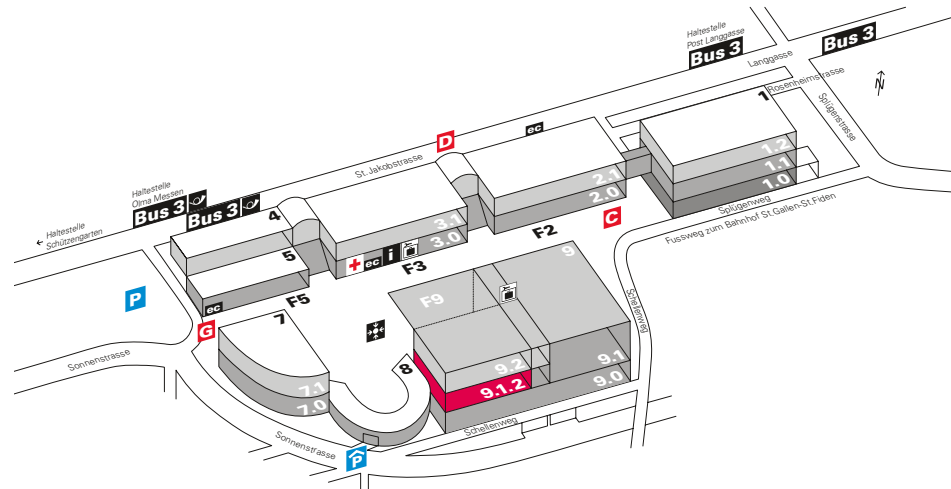 Haltestelle
Post Langgasse
Bus 3
Bus 3
Langgasse
Rosenheimstrasse
N
Splügenstrasse
1
1.2
1.1
1.0
ec
D
St. Jakobstrasse
2.1
2.0
Splügenweg
Fussweg zum Bahnhof St.Gallen-St.Fiden
C
Haltestelle
Olma Messen
Bus 3
Bus 3
Haltestelle
Schützengarten
4
3.1
3.0
F2
5
ec
i
F3
9
P
F5
F9
ec
G
7
Schellenweg
Sonnenstrasse
8
9.2
9.1
7.1
9.1.2
9.0
7.0
Schellenweg
Sonnenstrasse
P